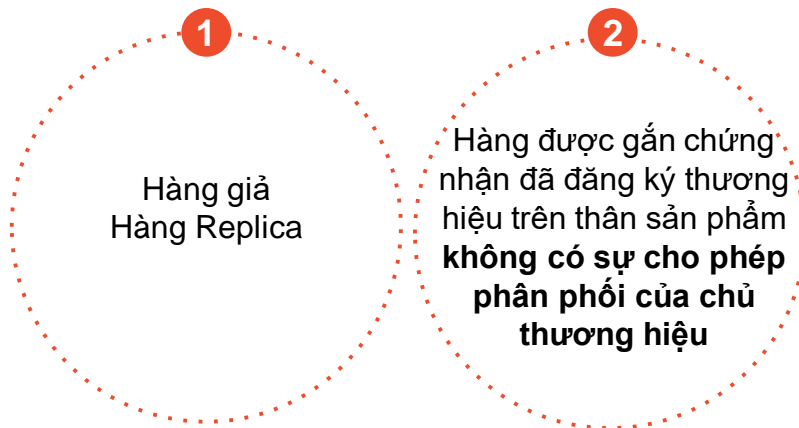 1
Hàng giả
Hàng Replica
2
Hàng được gắn chứng
nhận đã đăng ký thương
hiệu trên thân sản phẩm
không có sự cho phép
phân phối của chủ
thương hiệu